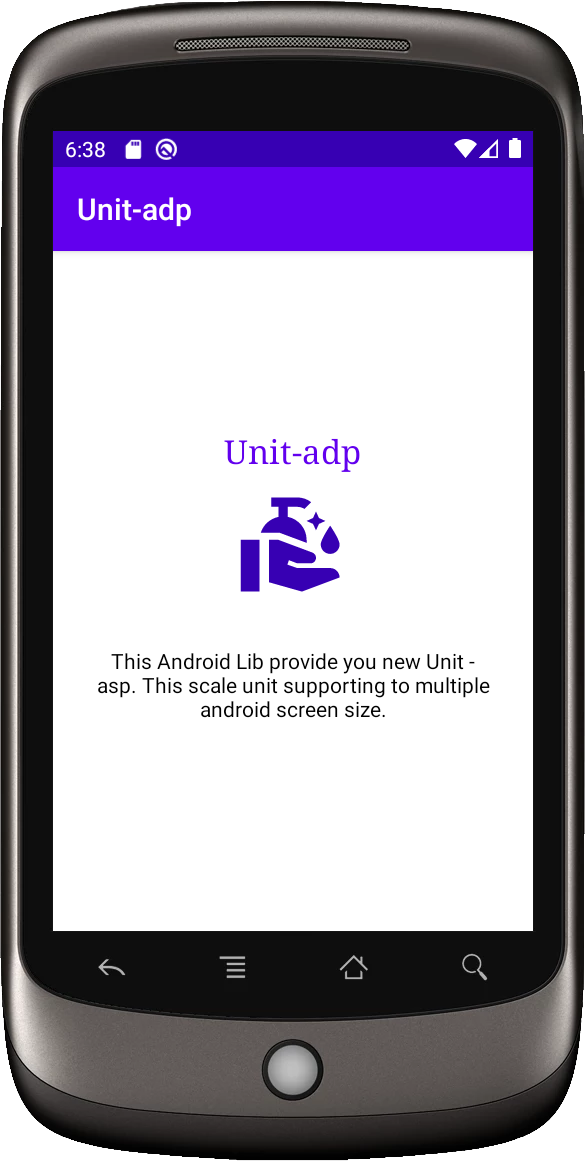 6:38
Unit-adp
Unit-adp
This Android Lib provide you new Unit -
asp. This scale unit supporting to multiple
android screen size.